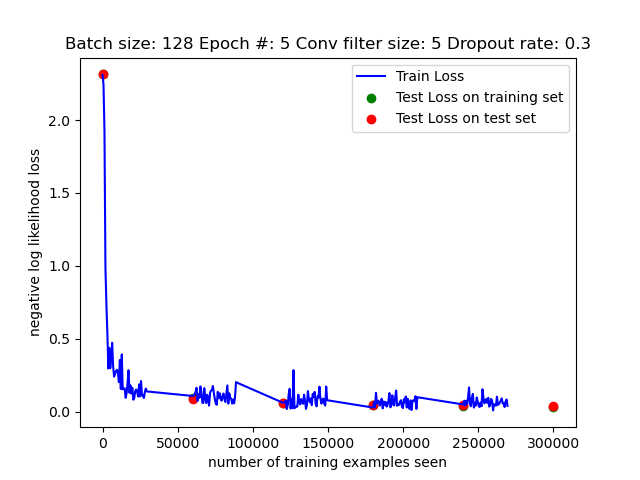 Batch size: 128 Epoch #: 5 Conv filter size: 5 Dropout rate: 0.3
Train Loss
Test Loss on training set
Test Loss on test set
negative log likelihood loss
2.0
1.5
1.0
0.5
0.0
0 50000 100000 150000 200000 250000 300000
number of training examples seen